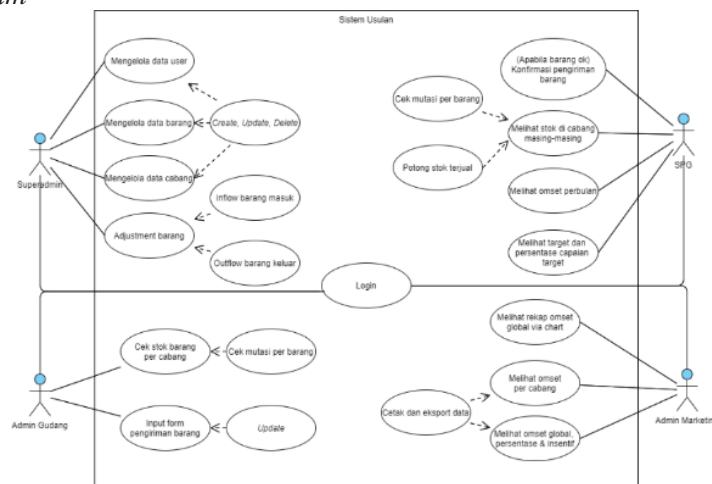 Sistem Usulan
Mengelola data user
Mengelola data barang
Create, Update, Delete
Mengelola data cabang
Superadmin
Inflow barang masuk
Adjustment barang
Outflow barang keluar
(Apabila barang ok)
Konfirmasi pengiriman
barang
Cek mutasi per barang
Melihat stok di cabang
masing-masing
SPG
Potong stok terjual
Melihat omset perbulan
Melihat target dan
persentase capaian
target
Login
Cek stok barang
per cabang
Cek mutasi per barang
Admin Gudang
Input form
pengiriman barang
Update
Melihat rekap omset
global via chart
Melihat omset
per cabang
Admin Marketin
Cetak dan eksport data
Melihat omset global,
persentase & insentif